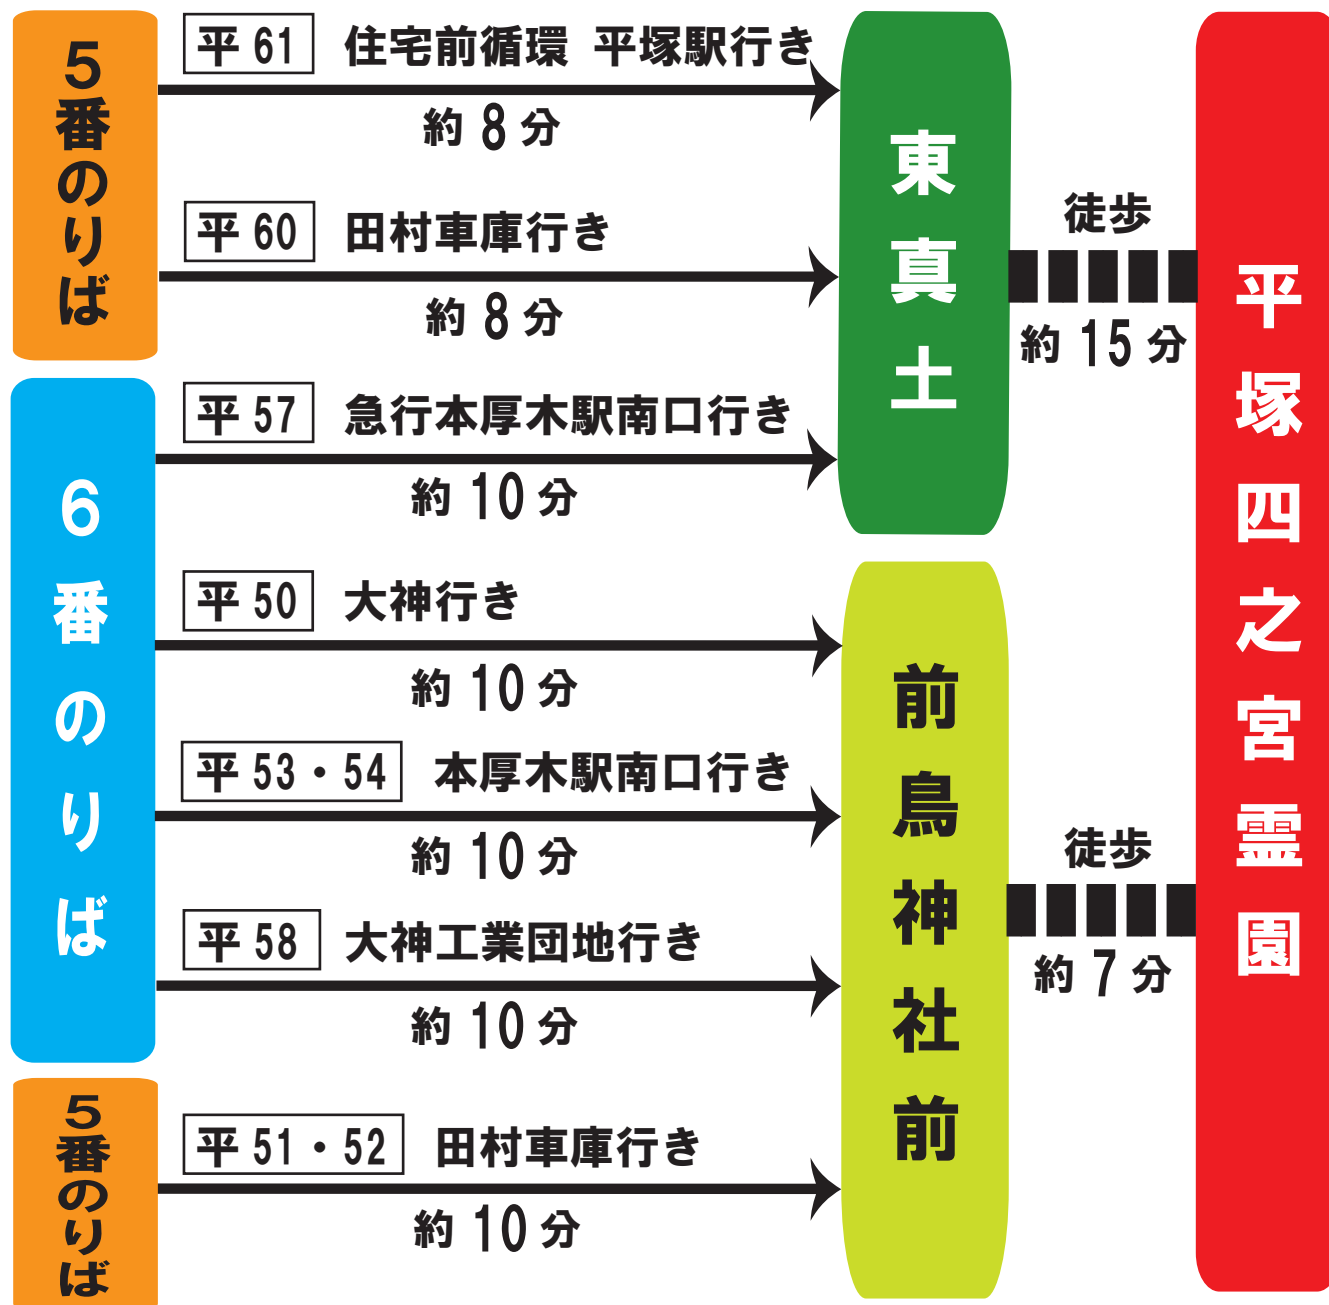 5番のりば
平 61 住宅前循環 平塚駅行き
約 8 分
平 60 田村車庫行き
約 8 分
東真土
徒歩
約 15 分
6番のりば
平 57 急行本厚木駅南口行き
約 10 分
平 50 大神行き
約 10 分
平 53・54 本厚木駅南口行き
約 10 分
平 58 大神工業団地行き
約 10 分
5番のりば
平 51・52 田村車庫行き
約 10 分
前鳥神社前
徒歩
約 7 分
平塚四之宮霊園